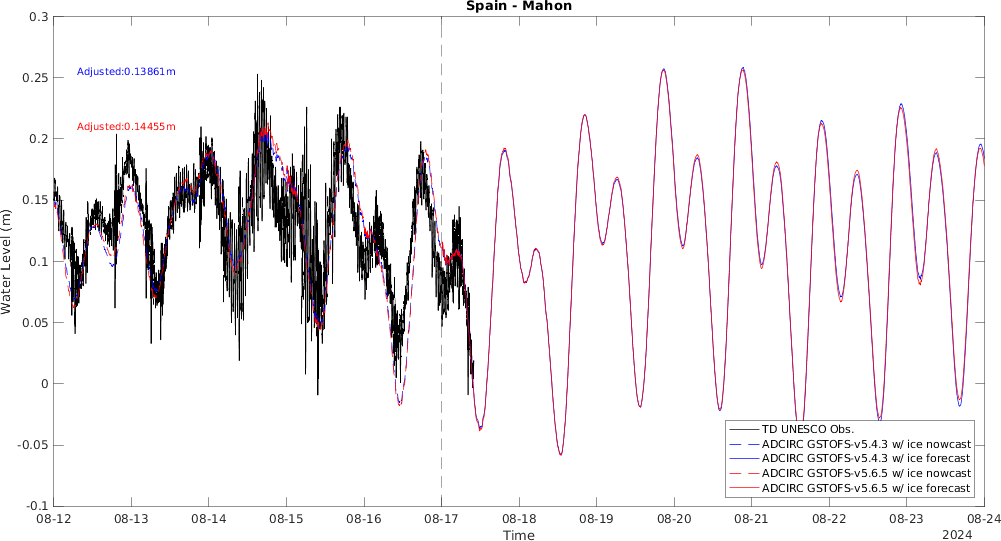 Spain - Mahon
0.3
0.25
0.2
0.15
0.1
0.05
0
-0.05
-0.1
Water Level (m)
Adjusted:0.13861m
Adjusted:0.14455m
TD UNESCO Obs.
ADCIRC GSTOFS-v5.4.3 w/ ice nowcast
ADCIRC GSTOFS-v5.4.3 w/ ice forecast
ADCIRC GSTOFS-v5.6.5 w/ ice nowcast
ADCIRC GSTOFS-v5.6.5 w/ ice forecast
08-12 08-13 08-14 08-15 08-16 08-17 08-18 08-19 08-20 08-21 08-22 08-23 08-24
Time
2024